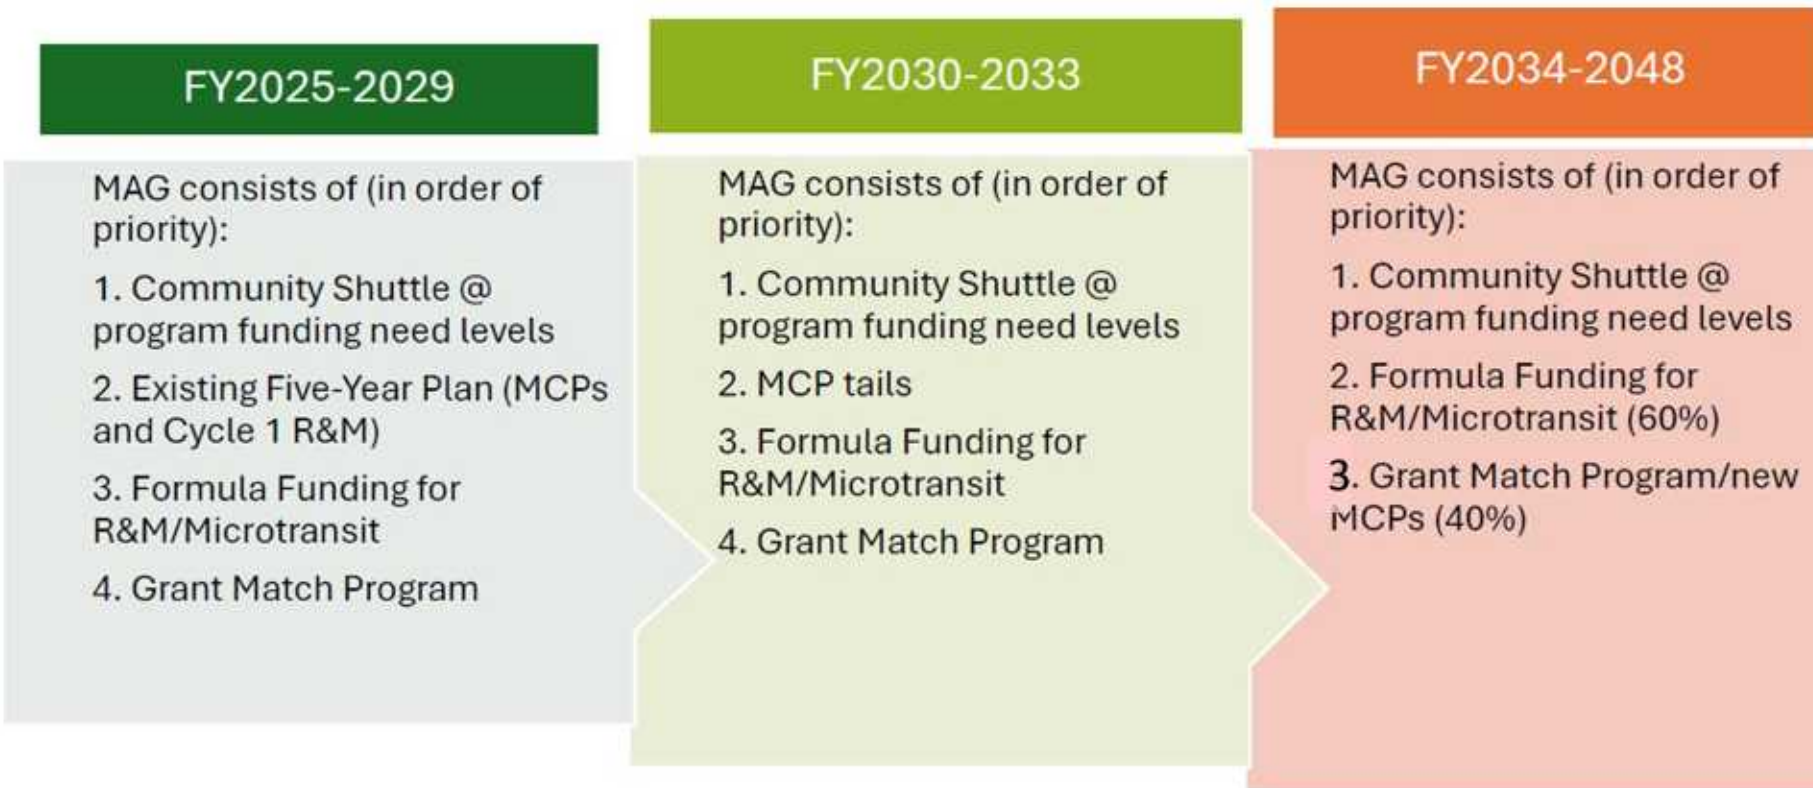 FY2025-2029
MAG consists of (in order of
priority):
1. Community Shuttle @
program funding need levels
2. Existing Five-Year Plan (MCPs
and Cycle 1 R&M)
3. Formula Funding for
R&M/Microtransit
4. Grant Match Program
FY2030-2033
MAG consists of (in order of
priority):
1. Community Shuttle @
program funding need levels
2. MCP tails
3. Formula Funding for
R&M/Microtransit
4. Grant Match Program
FY2034-2048
MAG consists of (in order of
priority):
1. Community Shuttle @
program funding need levels
2. Formula Funding for
R&M/Microtransit (60%)
3. Grant Match Program/new
MCPs (40%)